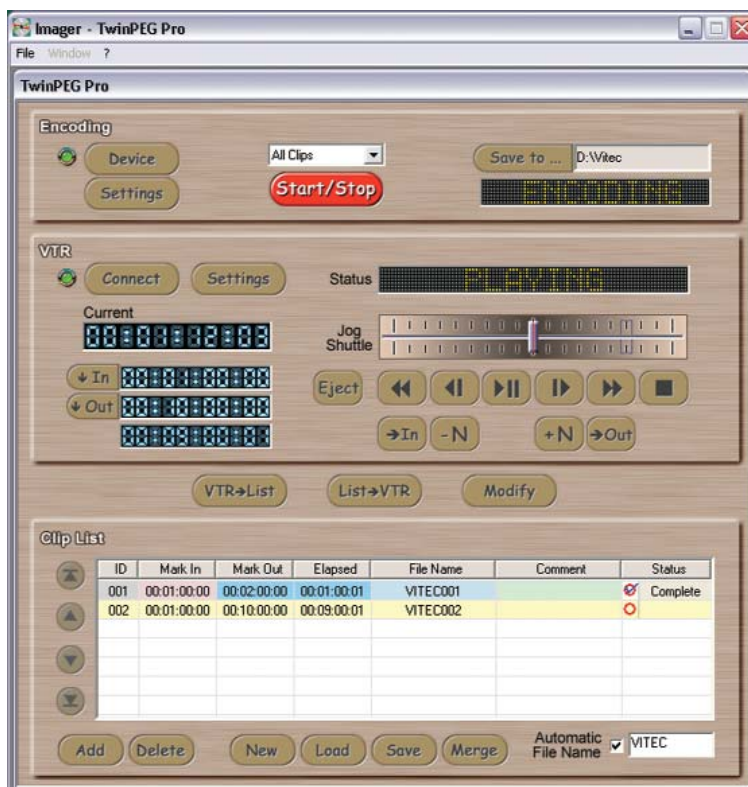 Imager - TwinPEG Pro
File Window ?
TwinPEG Pro
Encoding
Device
All Clips
Save to ...
D:\Vitec
Settings
Start/Stop
ENCODING
VTR
Connect
Settings
Status
PLAYING
Current
Jog
Shuttle
In
Out
Eject
→In
-N
+N
→Out
VTR→List
List→VTR
Modify
Clip List
ID Mark In Mark Out Elapsed File Name Comment Status
001 00:01:00:00 00:02:00:00 00:01:00:01 VITEC001 Complete
002 00:01:00:00 00:10:00:00 00:09:00:01 VITEC002
Add
Delete
New
Load
Save
Merge
Automatic
File Name
VITEC